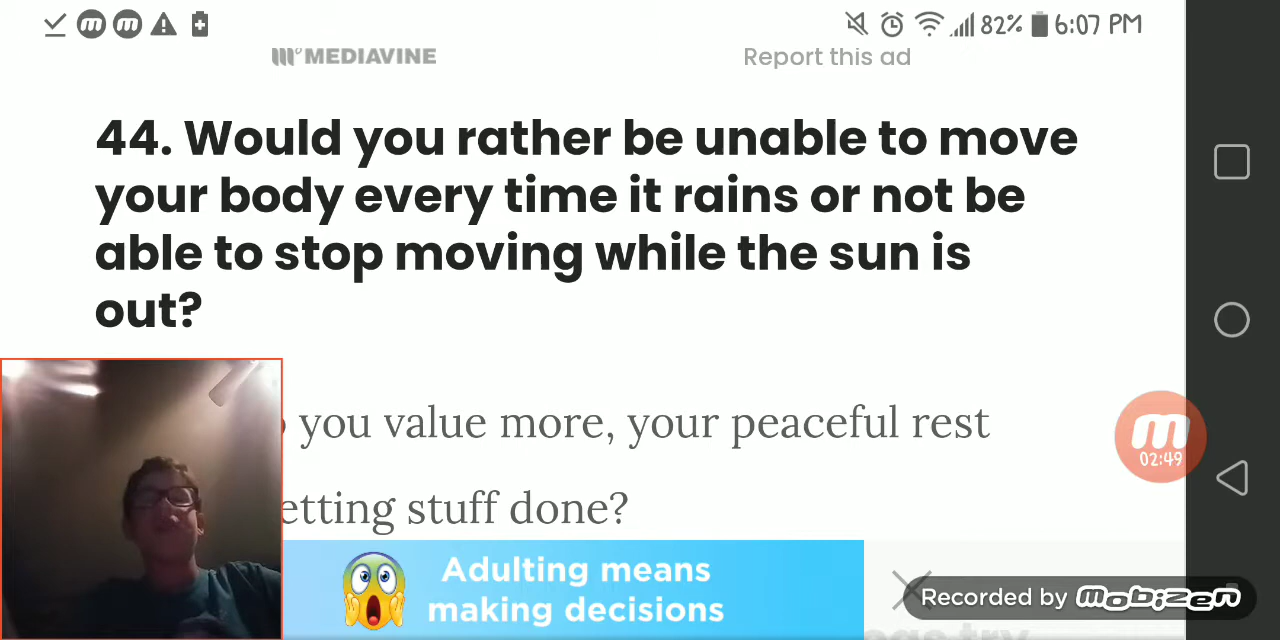 82% 6:07 PM
MEDIAVINE
Report this ad
44. Would you rather be unable to move
your body every time it rains or not be
able to stop moving while the sun is
out?
you value more, your peaceful rest
etting stuff done?
Adulting means
making decisions
02:49
Recorded by Mobizen